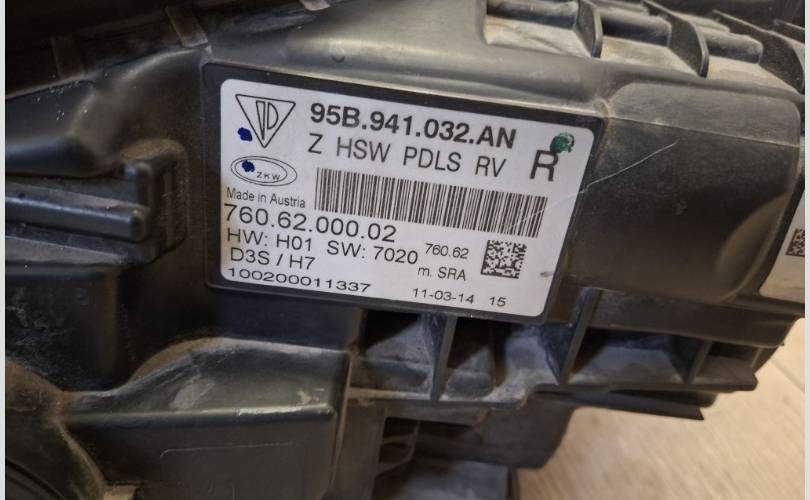 95B.941.032.AN
Z HSW PDLS RV R
ZKW
Made in Austria
760.62.000.02
HW: H01 SW: 7020 760.62
D3S / H7 m. SRA
100200011337 11-03-14 15